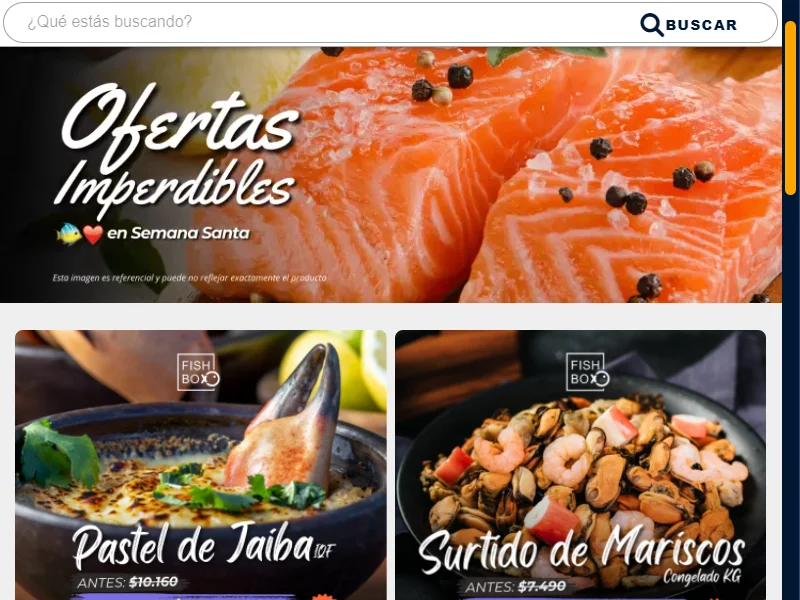 ¿Qué estás buscando?
BUSCAR
Ofertas
Imperdibles
en Semana Santa
Esta imagen es referencial y puede no reflejar exactamente el producto
FISH
BOX
Pastel de Jaiba IQF
ANTES: $10.160
FISH
BOX
Surtido de Mariscos
Congelado KG
ANTES: $7.490